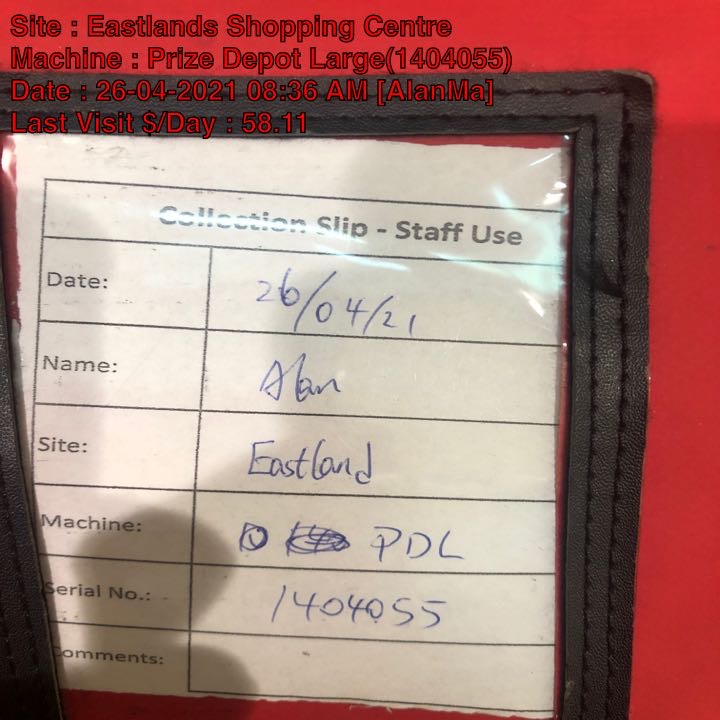 Site : Eastlands Shopping Centre
Machine : Prize Depot Large(1404055)
Date : 26-04-2021 08:36 AM [AlanMa]
Last Visit $/Day : 58.11
Collection Slip - Staff Use
Date: 26/04/21
Name: Alan
Site: Eastland
Machine: PDL
Serial No.: 1404055
Comments: